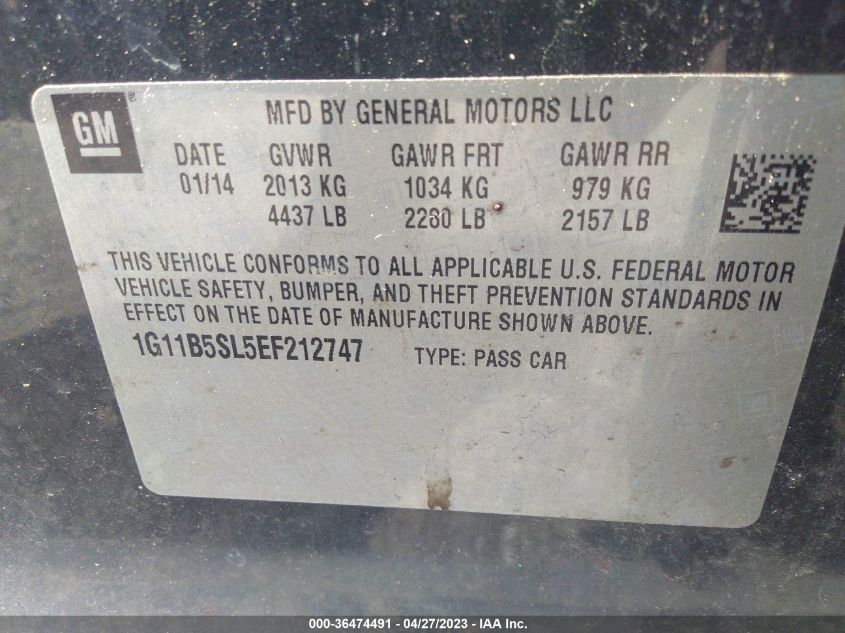 GM
®
MFD BY GENERAL MOTORS LLC
DATE GVWR GAWR FRT GAWR RR
01/14 2013 KG 1034 KG 979 KG
4437 LB 2280 LB 2157 LB
THIS VEHICLE CONFORMS TO ALL APPLICABLE U.S. FEDERAL MOTOR
VEHICLE SAFETY, BUMPER, AND THEFT PREVENTION STANDARDS IN
EFFECT ON THE DATE OF MANUFACTURE SHOWN ABOVE.
1G11B5SL5EF212747 TYPE: PASS CAR
000-36474491 - 04/27/2023 - IAA Inc.